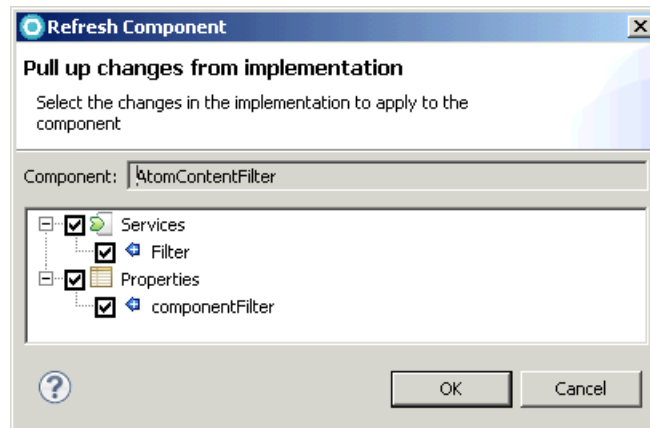 Refresh Component
Pull up changes from implementation
Select the changes in the implementation to apply to the
component
Component: AtomContentFilter
Services
Filter
Properties
componentFilter
? OK Cancel